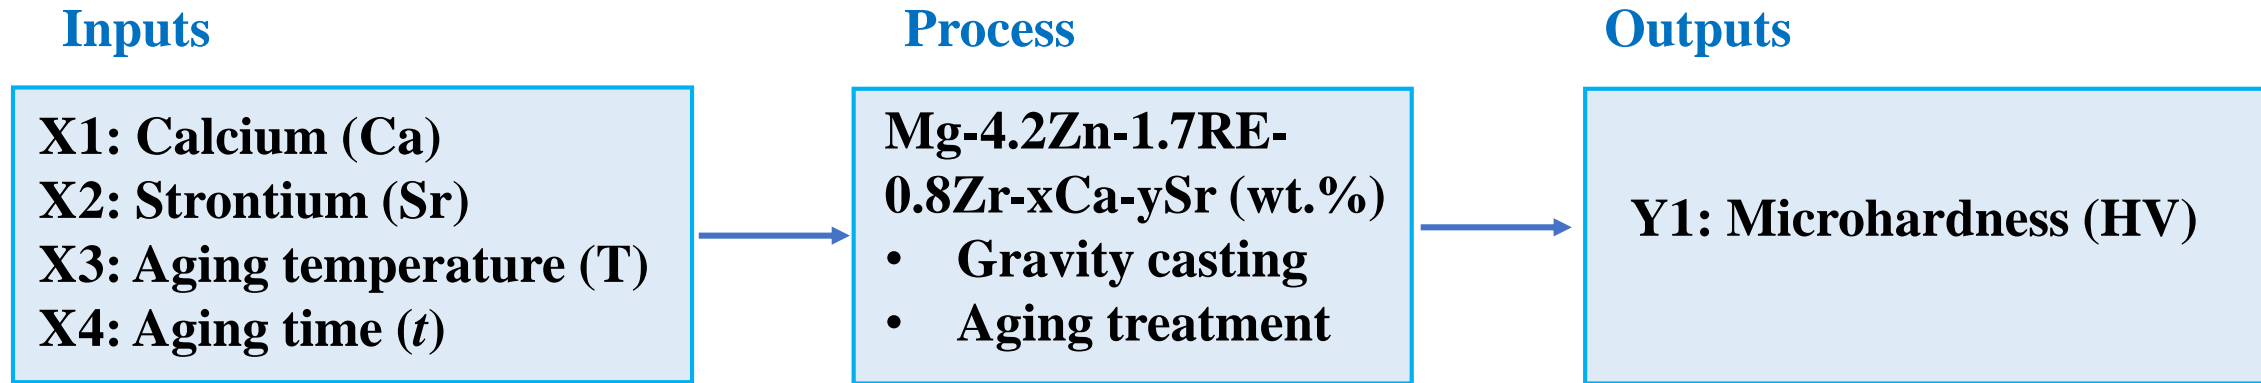 Inputs
X1: Calcium (Ca)
X2: Strontium (Sr)
X3: Aging temperature (T)
X4: Aging time (t)
Process
Mg-4.2Zn-1.7RE-
0.8Zr-xCa-ySr (wt.%)
• Gravity casting
• Aging treatment
Outputs
Y1: Microhardness (HV)